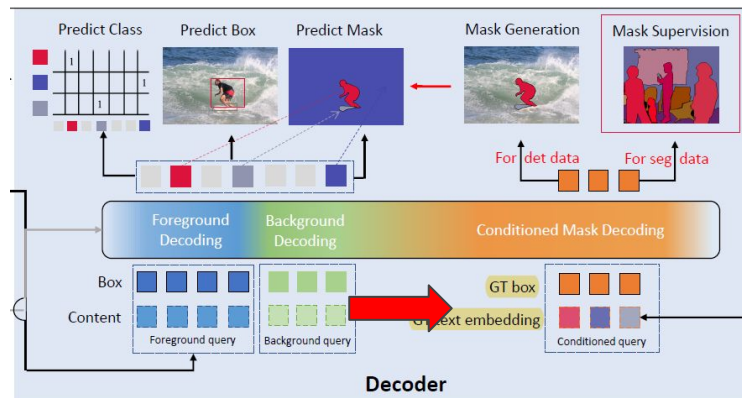 Predict Class
Predict Box
Predict Mask
Mask Generation
Mask Supervision
1
1
1
For det data
For seg data
Foreground Decoding
Background Decoding
Conditioned Mask Decoding
Box
Content
Foreground query
Background query
GT box
text embedding
Conditioned query
Decoder